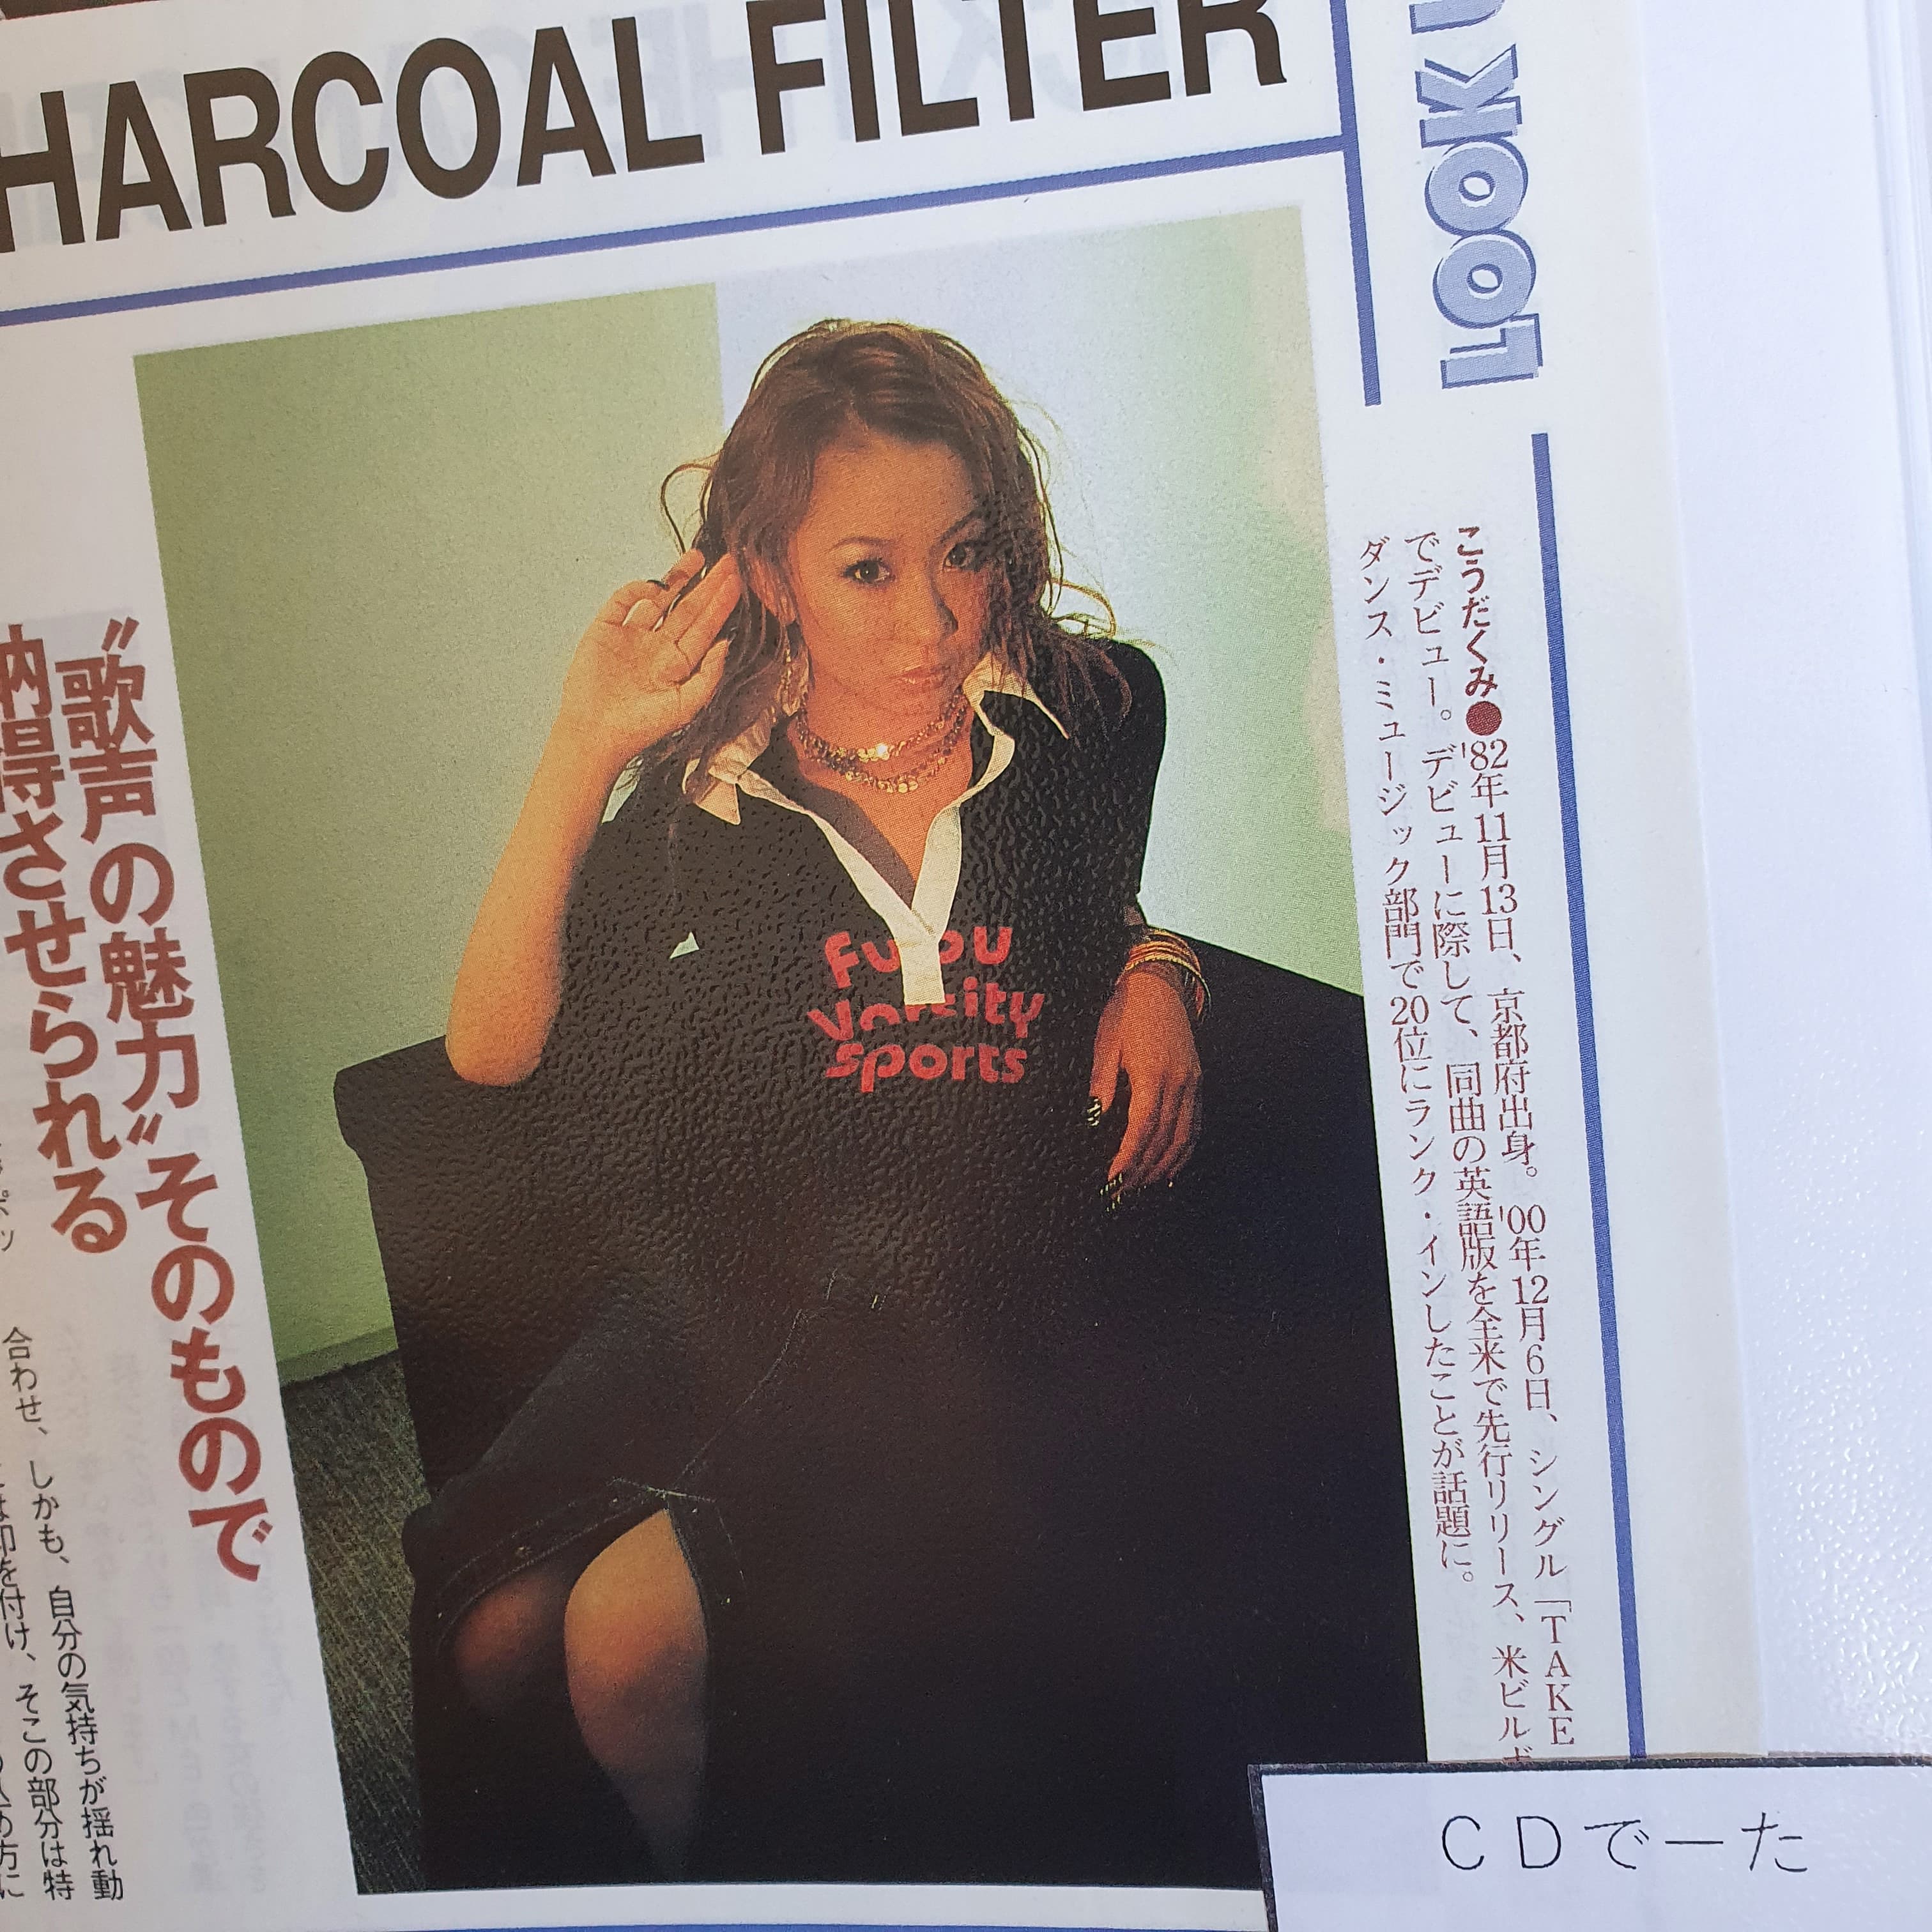 HARCOAL FILTER
LOOK U
こうだくみ●'82年11月13日、京都府出身。'00年12月6日、シングル「TAKE
でデビュー。デビューに際して、同曲の英語版を全米で先行リリース、米ビルボ
ダンス・ミュージック部門で20位にランク・インしたことが話題に。
Fu ou
Varcity
sports
〝歌声の魅力〟そのもので
納得させられる
合わせ、しかも、自分の気持ちが揺れ動
は印を付け、そこの部分は特
CDでーた